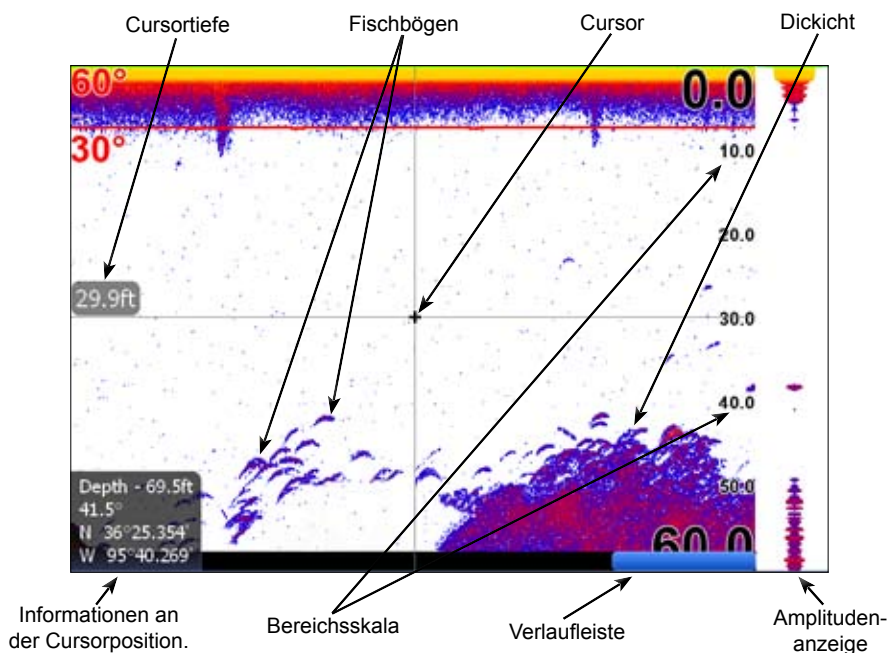 Cursortiefe
Fischbögen
Cursor
Dickicht
60°
0.0
30°
10.0
20.0
29.9ft
30.0
40.0
Depth - 69.5ft
50.0
41.5°
N 36°25.354'
W 95°40.269'
60.0
Informationen an
der Cursorposition.
Bereichsskala
Verlaufleiste
Amplituden-
anzeige